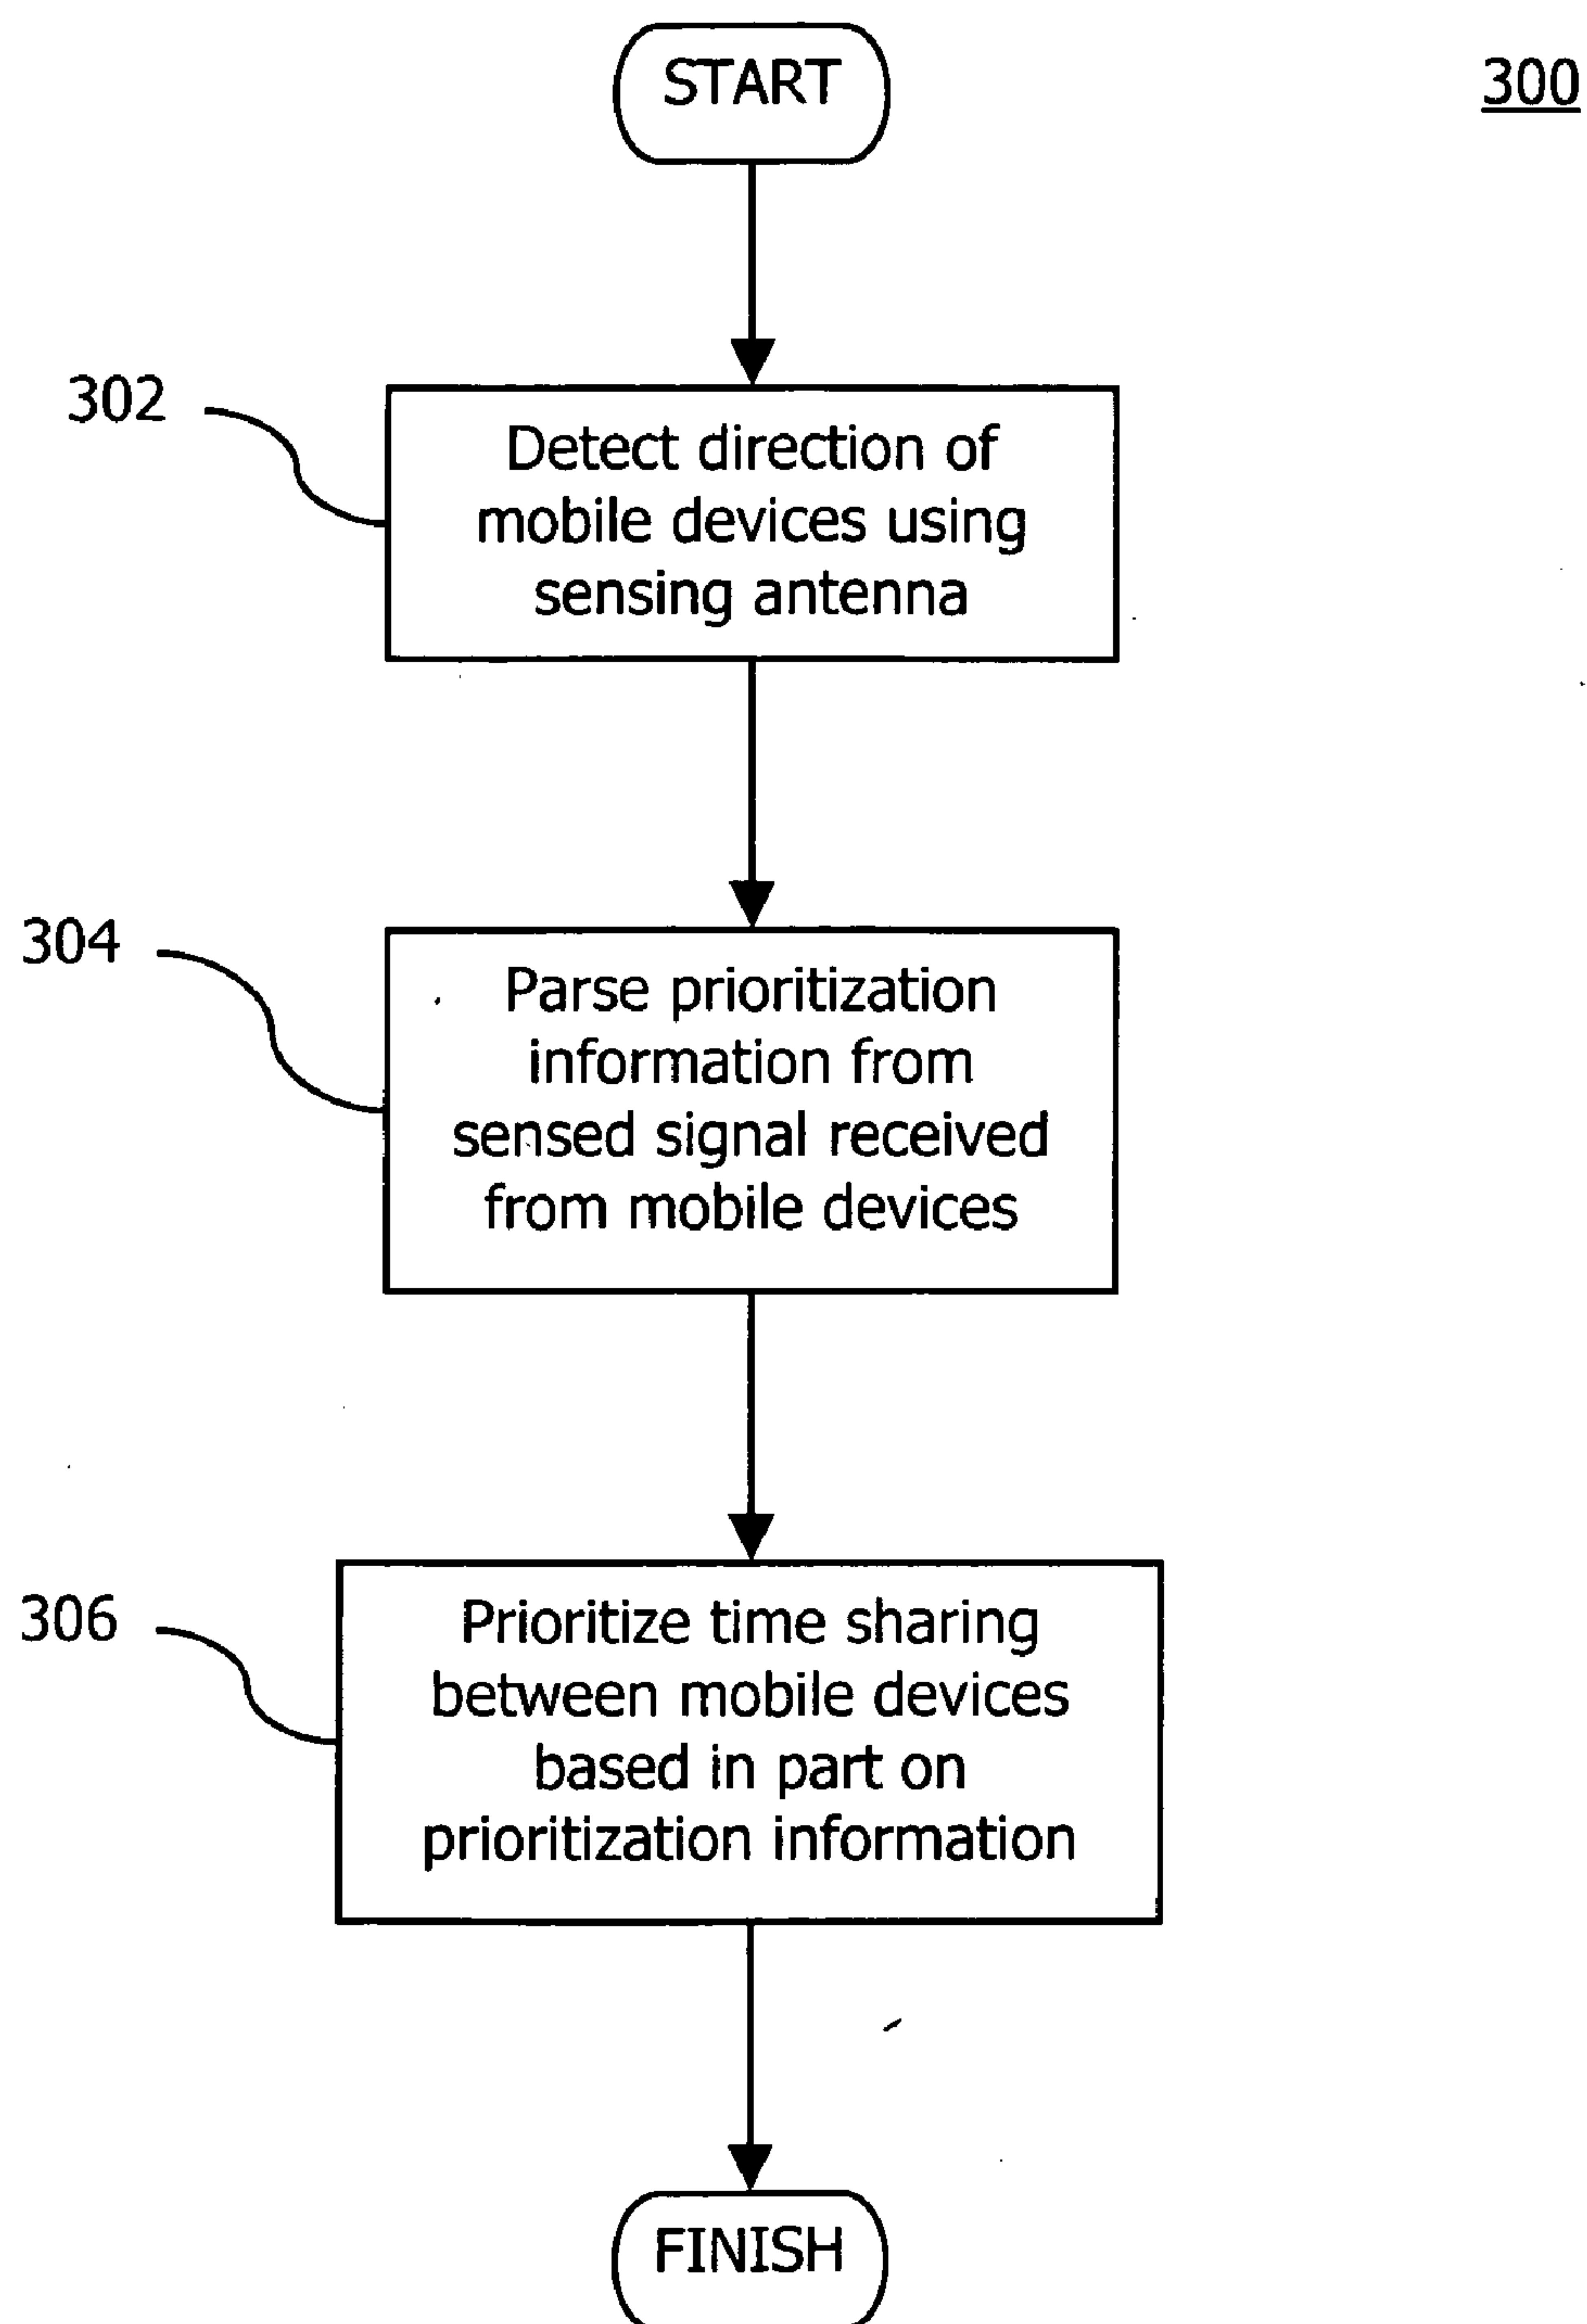 START
300
302
Detect direction of
mobile devices using
sensing antenna
304
Parse prioritization
information from
sensed signal received
from mobile devices
306
Prioritize time sharing
between mobile devices
based in part on
prioritization information
FINISH